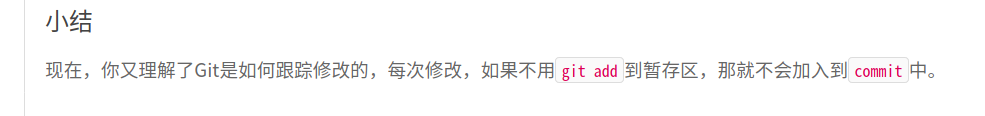 小结
现在，你又理解了Git是如何跟踪修改的，每次修改，如果不用git add到暂存区，那就不会加入到commit中。